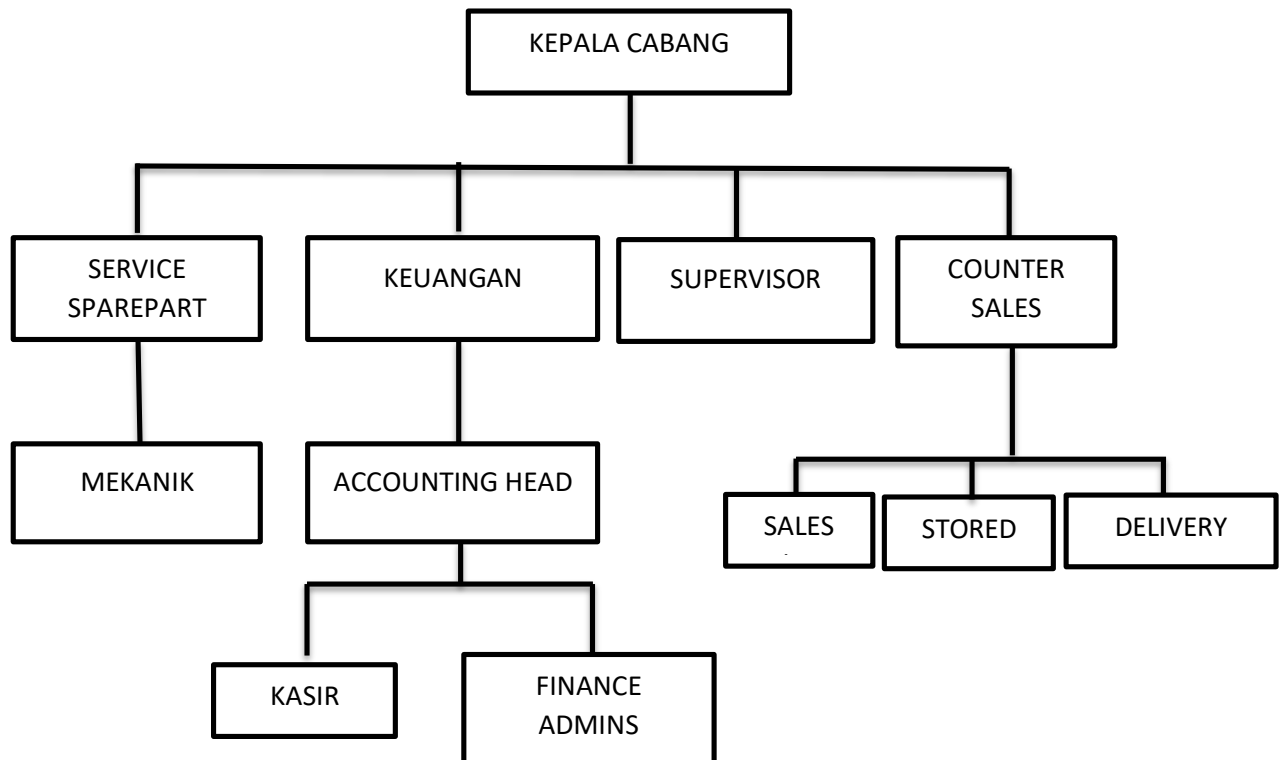 KEPALA CABANG
SERVICE
SPAREPART
KEUANGAN
SUPERVISOR
COUNTER
SALES
MEKANIK
ACCOUNTING HEAD
SALES
STORED
DELIVERY
KASIR
FINANCE
ADMINS